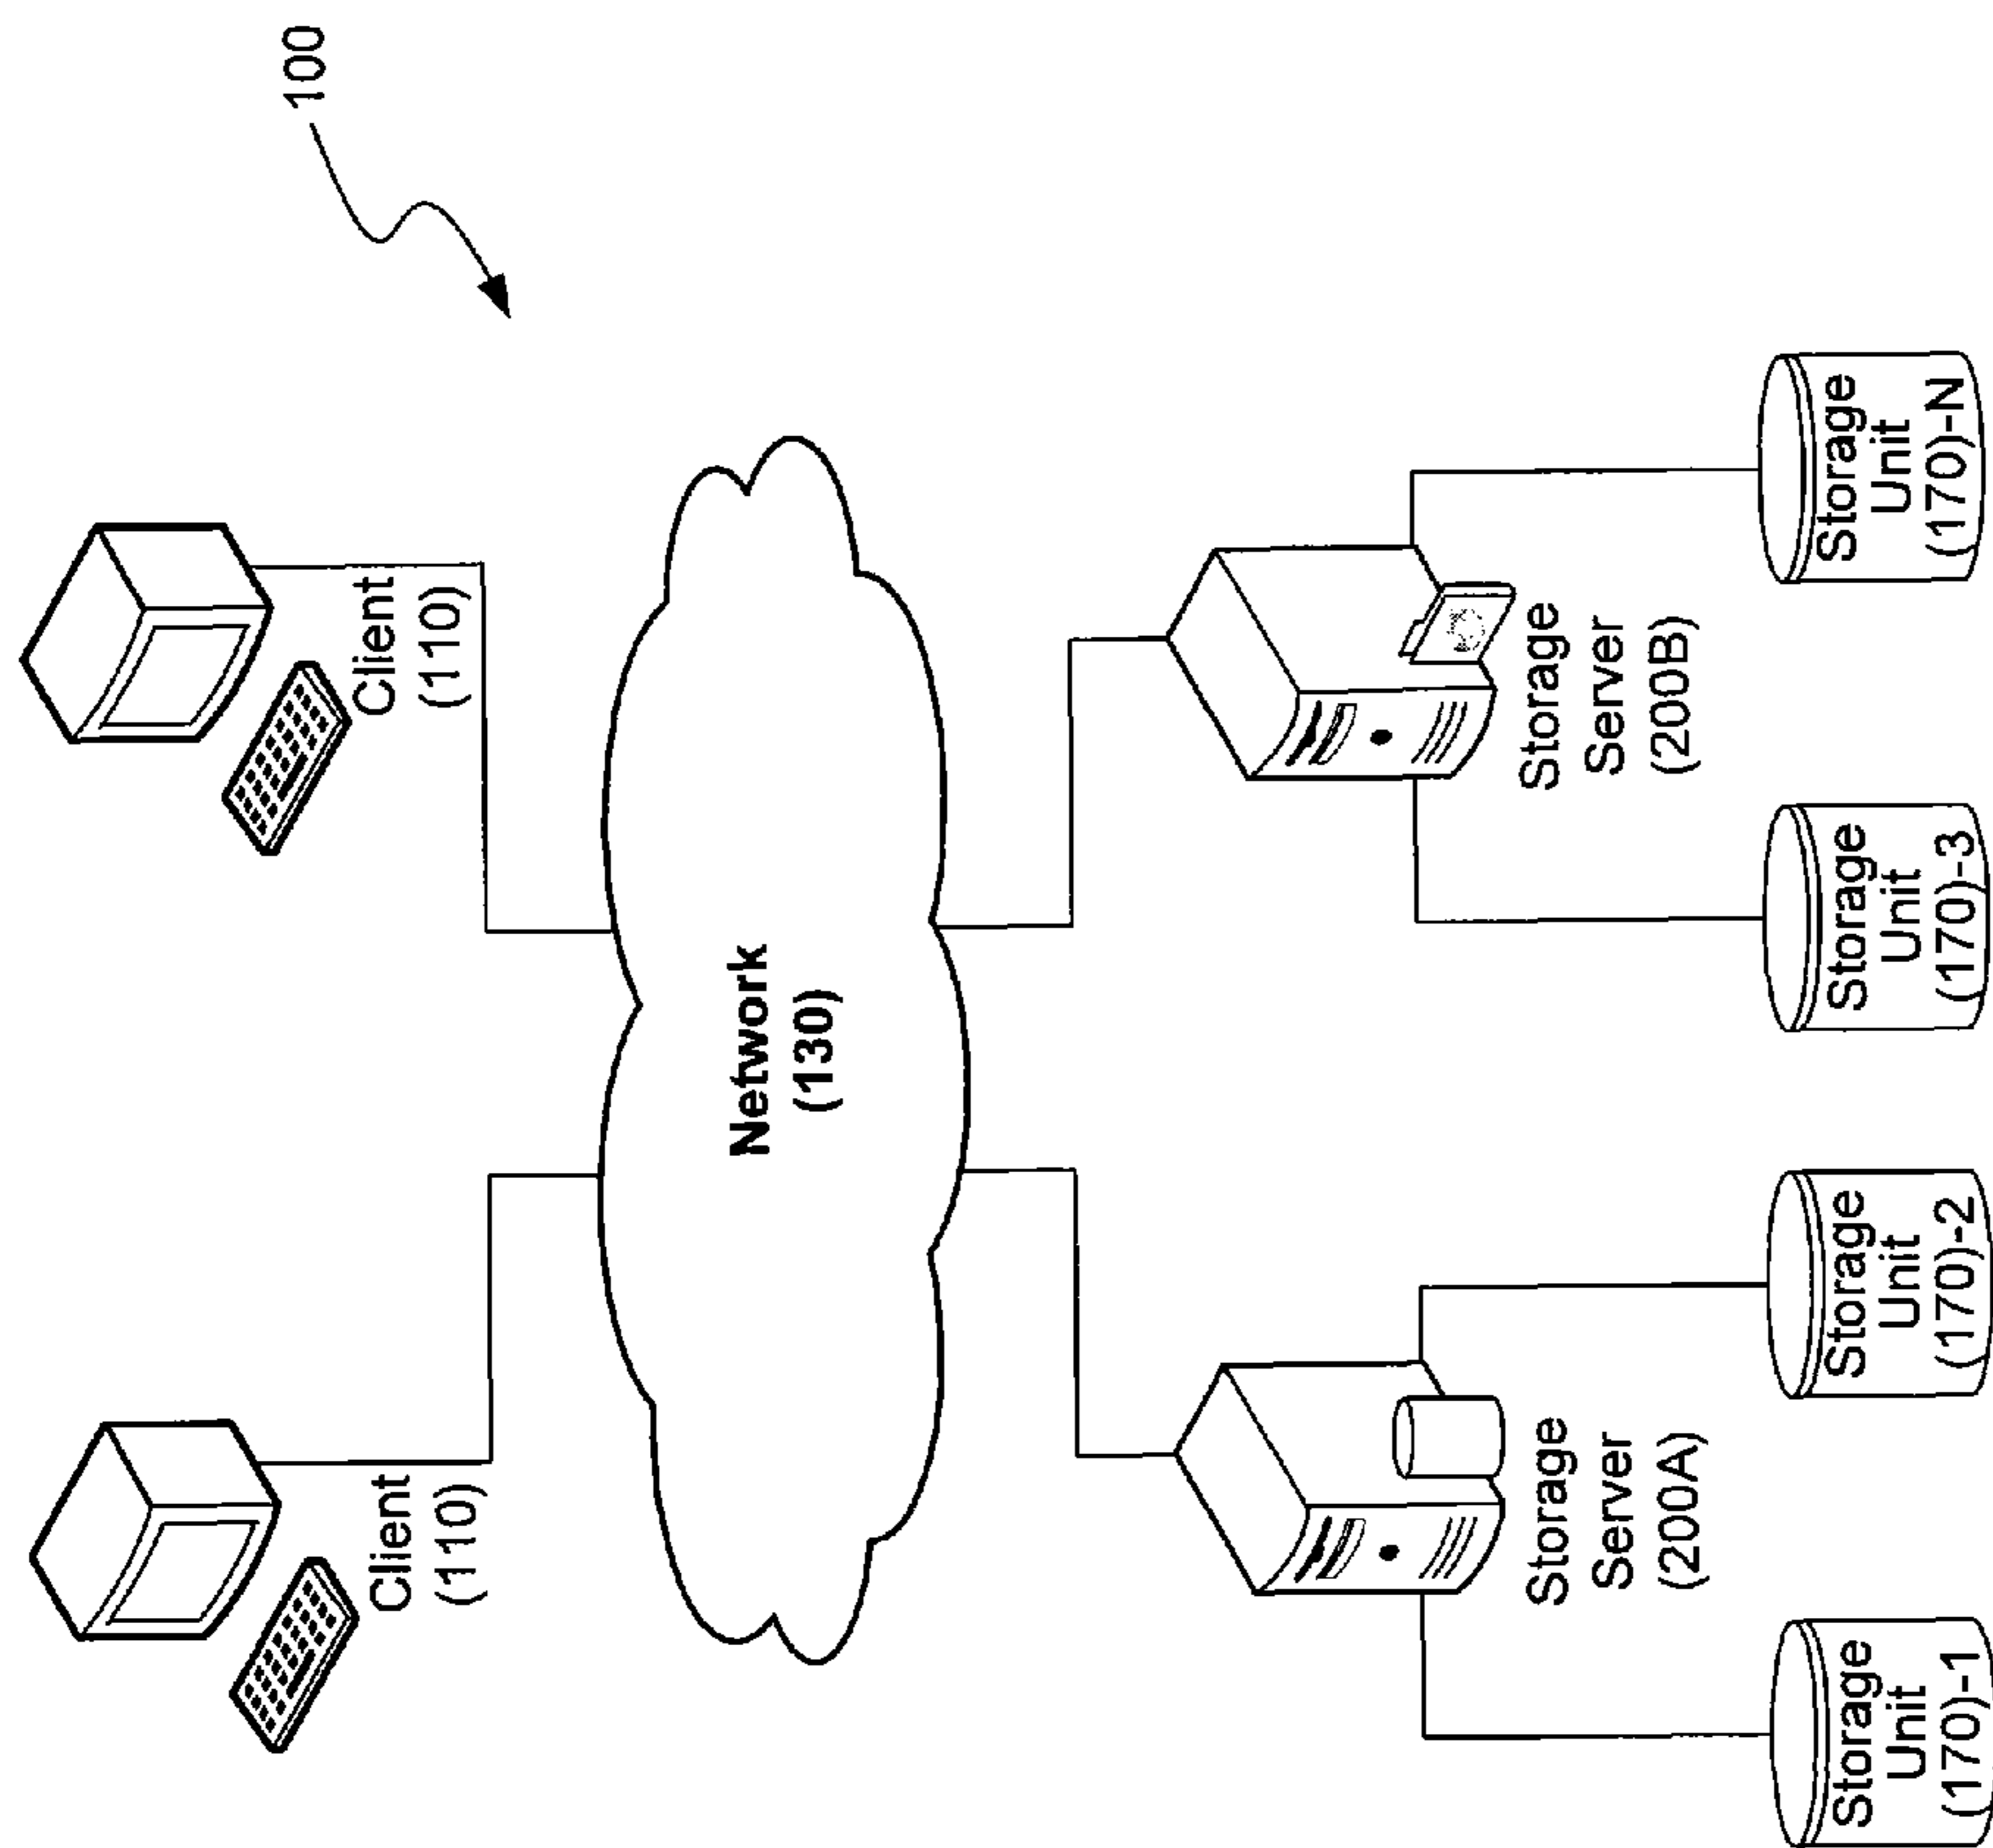 100
Client
(110)
Client
(110)
Network
(130)
Storage
Server
(200A)
Storage
Server
(200B)
Storage
Unit
(170)-1
Storage
Unit
(170)-2
Storage
Unit
(170)-3
Storage
Unit
(170)-N